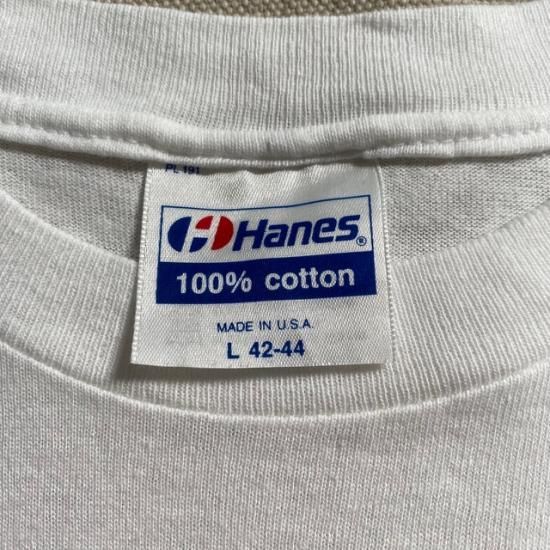 PL 191
Hanes®
100% cotton
MADE IN U.S.A.
L 42-44